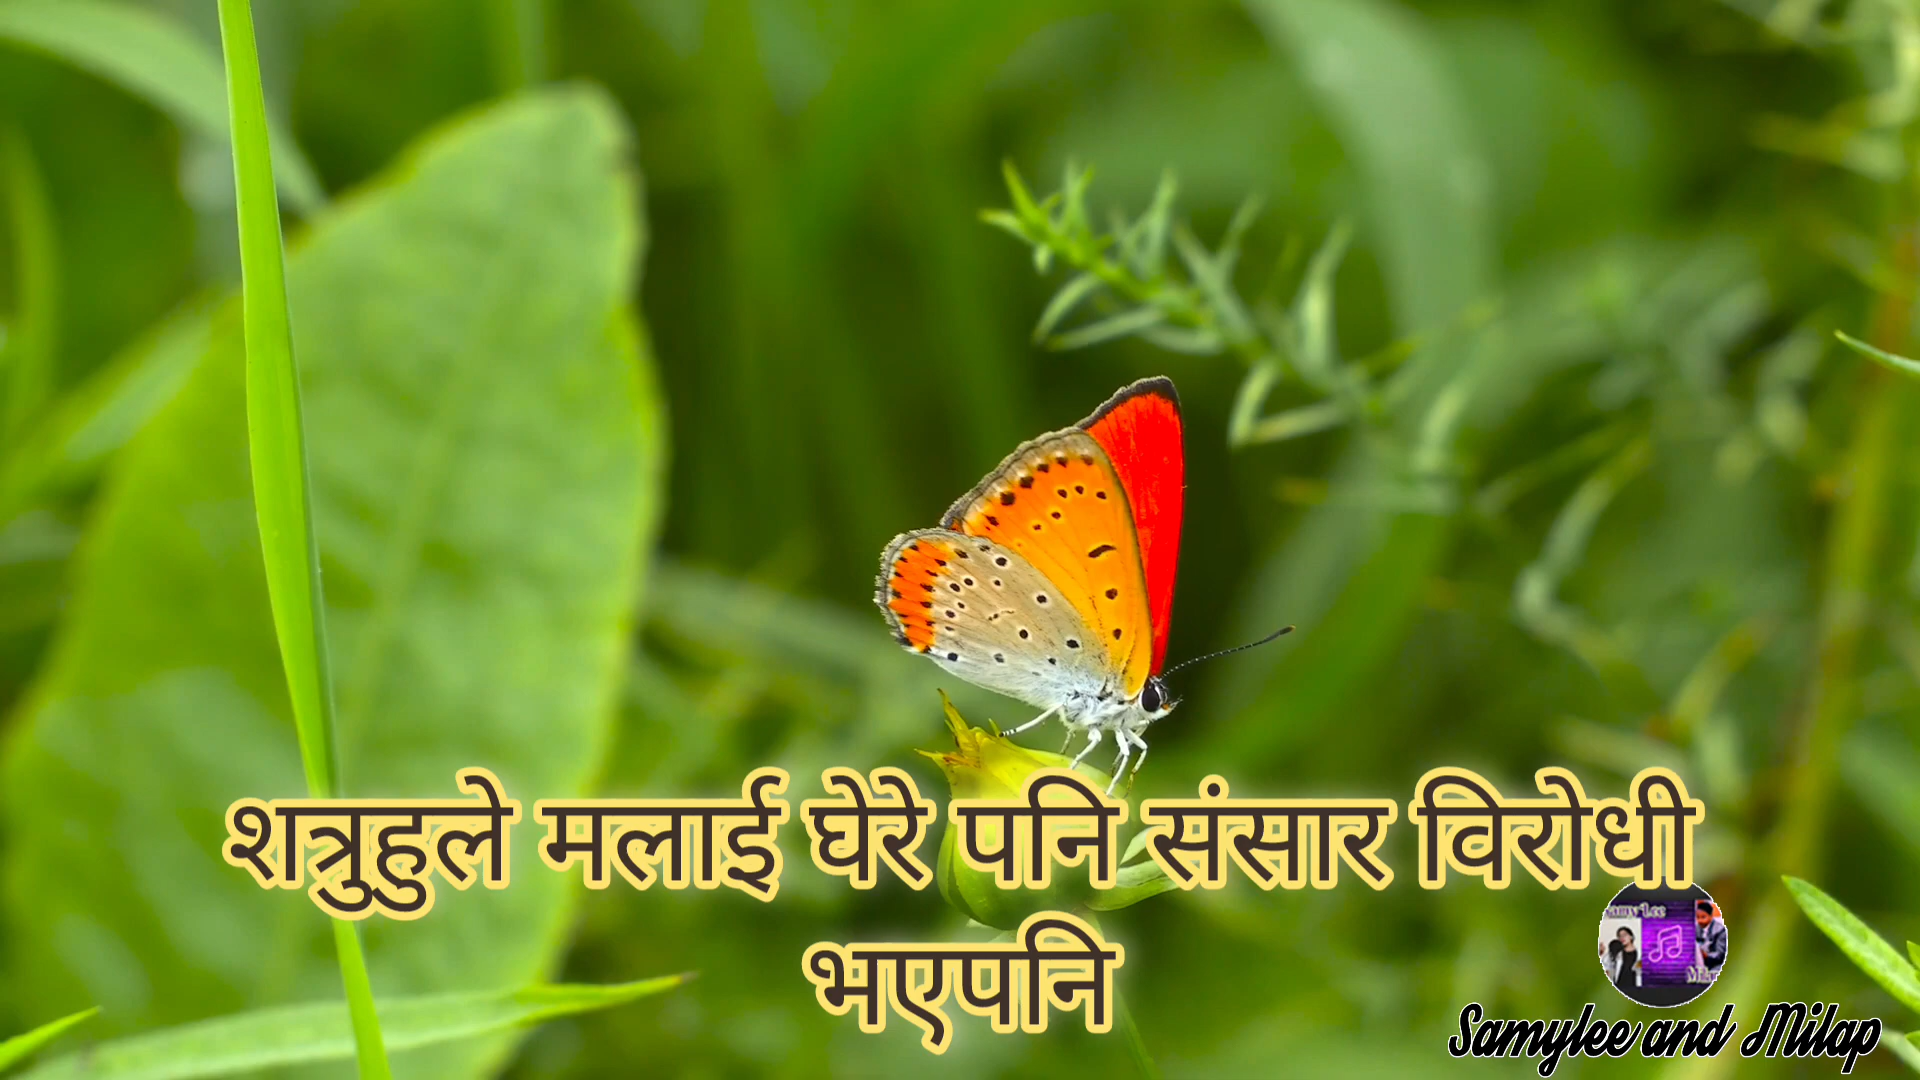 शत्रुहुले मलाई घेरे पनि संसार विरोधी
भएपनि
Samylee and Milap